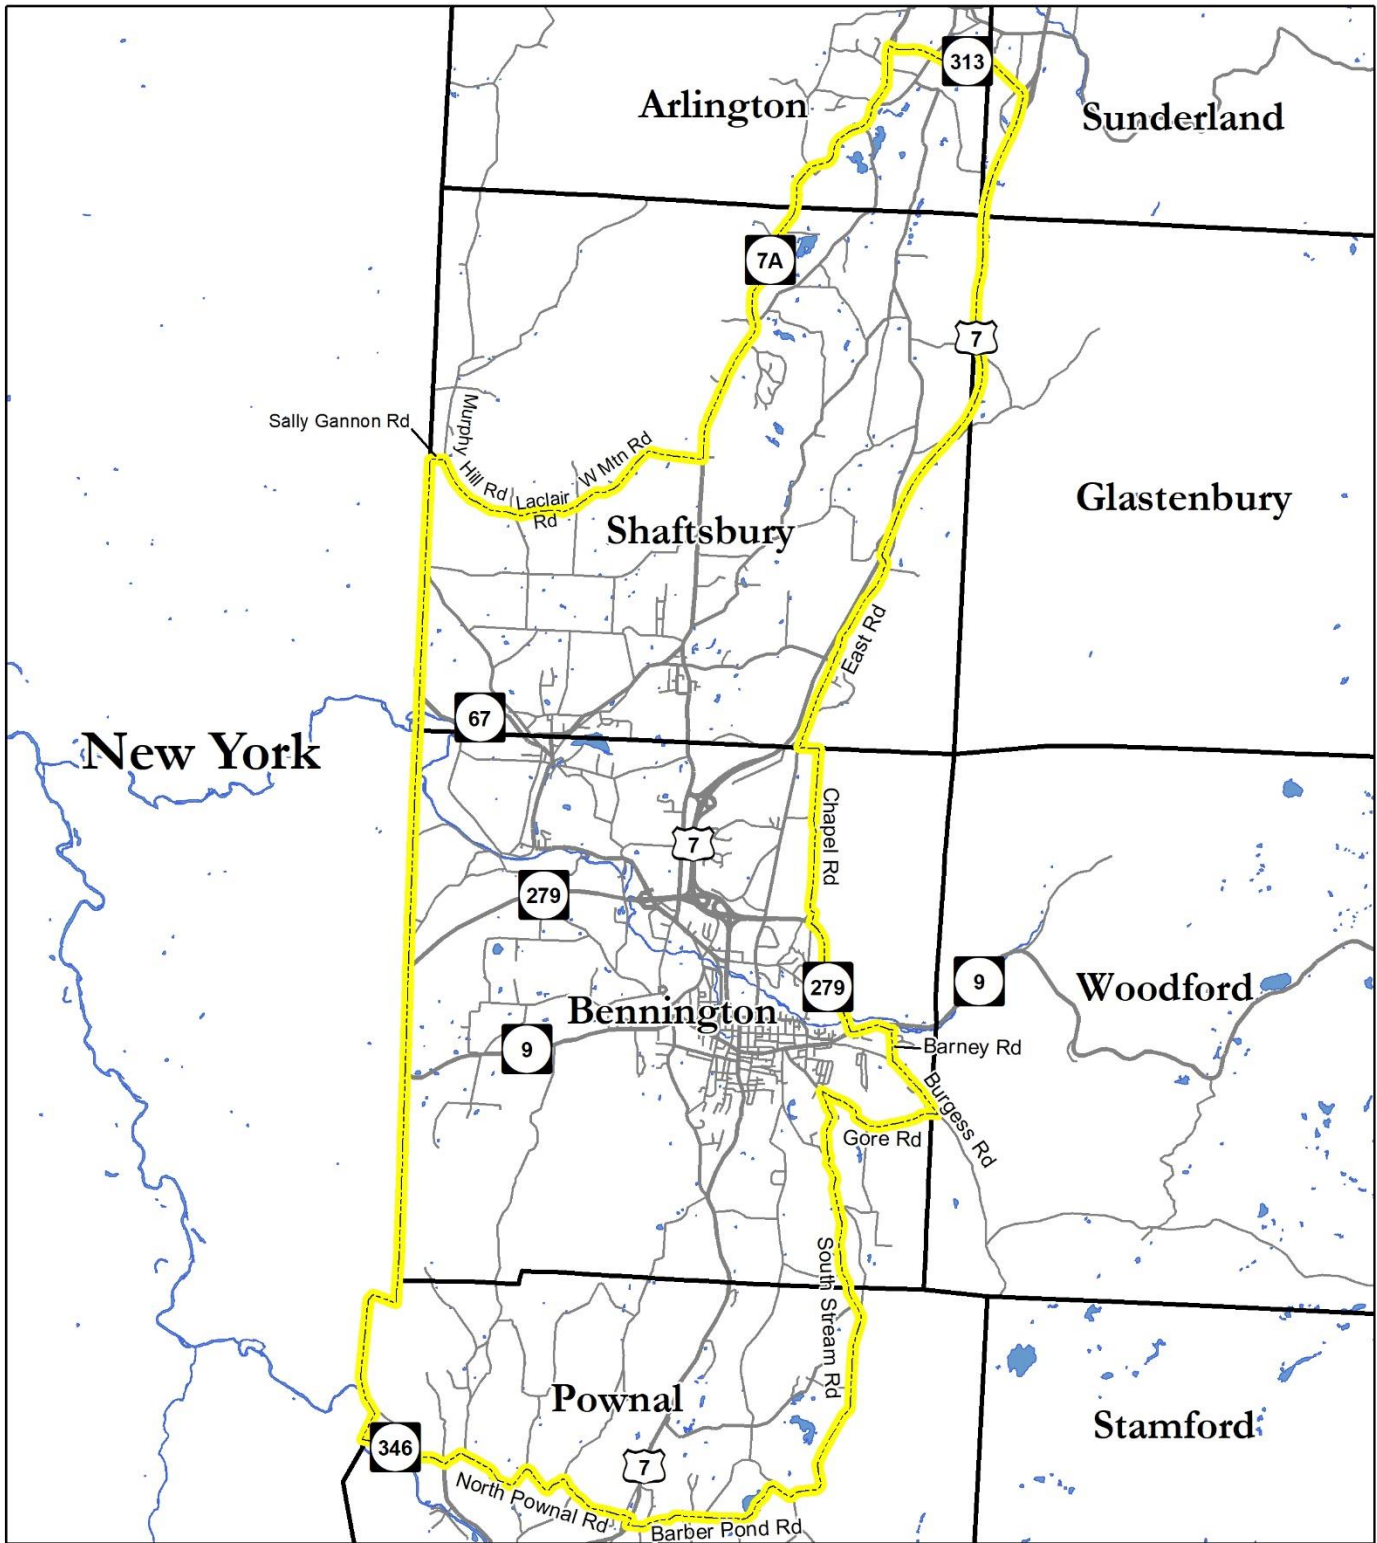 313
Arlington
Sunderland
7A
7
Sally Gannon Rd
Murphy
Hill Rd
Laclair
Rd
W Mtn Rd
Shaftsbury
Glastenbury
East Rd
67
New York
Chapel Rd
7
279
279
9
Woodford
Bennington
9
Barney Rd
Burgess Rd
Gore Rd
South Stream Rd
Pownal
Stamford
346
7
North Pownal Rd
Barber Pond Rd